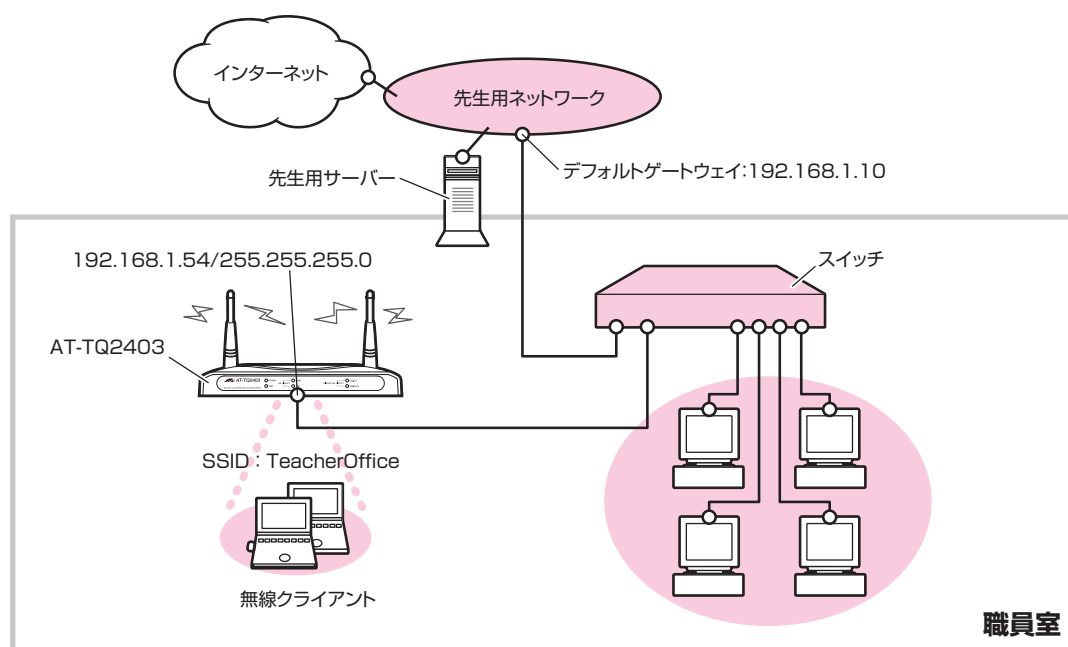 インターネット
先生用ネットワーク
先生用サーバー
デフォルトゲートウェイ:192.168.1.10
192.168.1.54/255.255.255.0
スイッチ
AT-TQ2403
AT-TQ2403
SSID:TeacherOffice
無線クライアント
職員室